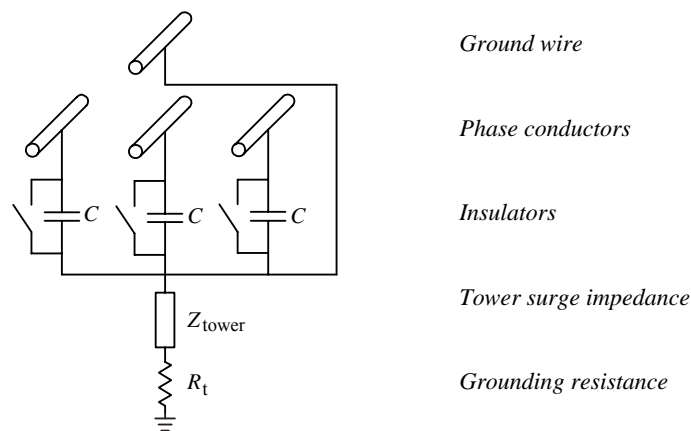 Ground wire
Phase conductors
C C C Insulators
Tower surge impedance
Z_tower
R_t Grounding resistance